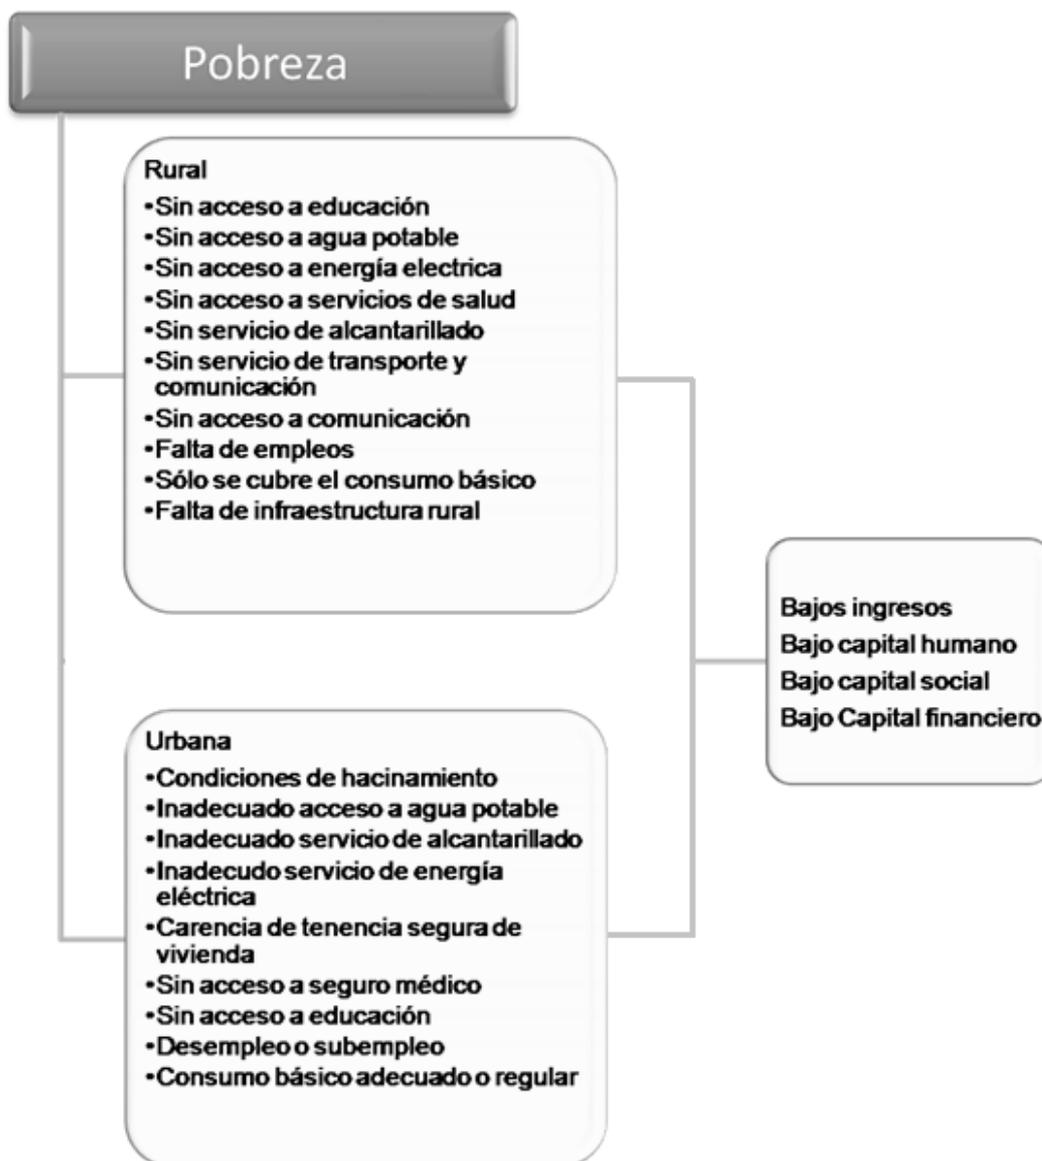 Pobreza
Rural
•Sin acceso a educación
•Sin acceso a agua potable
•Sin acceso a energía electrica
•Sin acceso a servicios de salud
•Sin servicio de alcantarillado
•Sin servicio de transporte y
comunicación
•Sin acceso a comunicación
•Falta de empleos
•Sólo se cubre el consumo básico
•Falta de infraestructura rural
Urbana
•Condiciones de hacinamiento
•Inadecuado acceso a agua potable
•Inadecuado servicio de alcantarillado
•Inadecudo servicio de energía
eléctrica
•Carencia de tenencia segura de
vivienda
•Sin acceso a seguro médico
•Sin acceso a educación
•Desempleo o subempleo
•Consumo básico adecuado o regular
Bajos ingresos
Bajo capital humano
Bajo capital social
Bajo Capital financiero